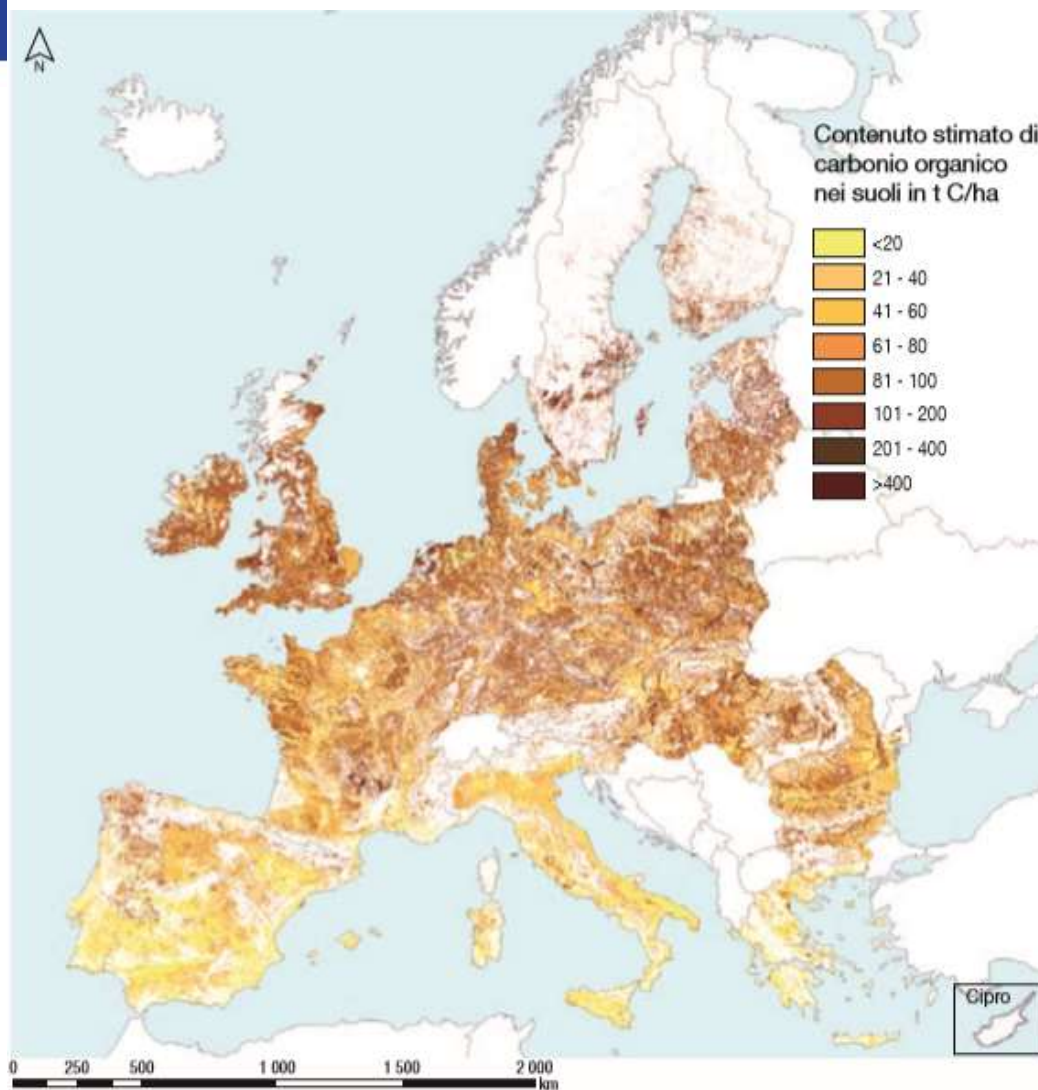 N
Contenuto stimato di
carbonio organico
nei suoli in t C/ha
<20
21 - 40
41 - 60
61 - 80
81 - 100
101 - 200
201 - 400
>400
Cipro
0 250 500 1 000 1 500 2 000
km